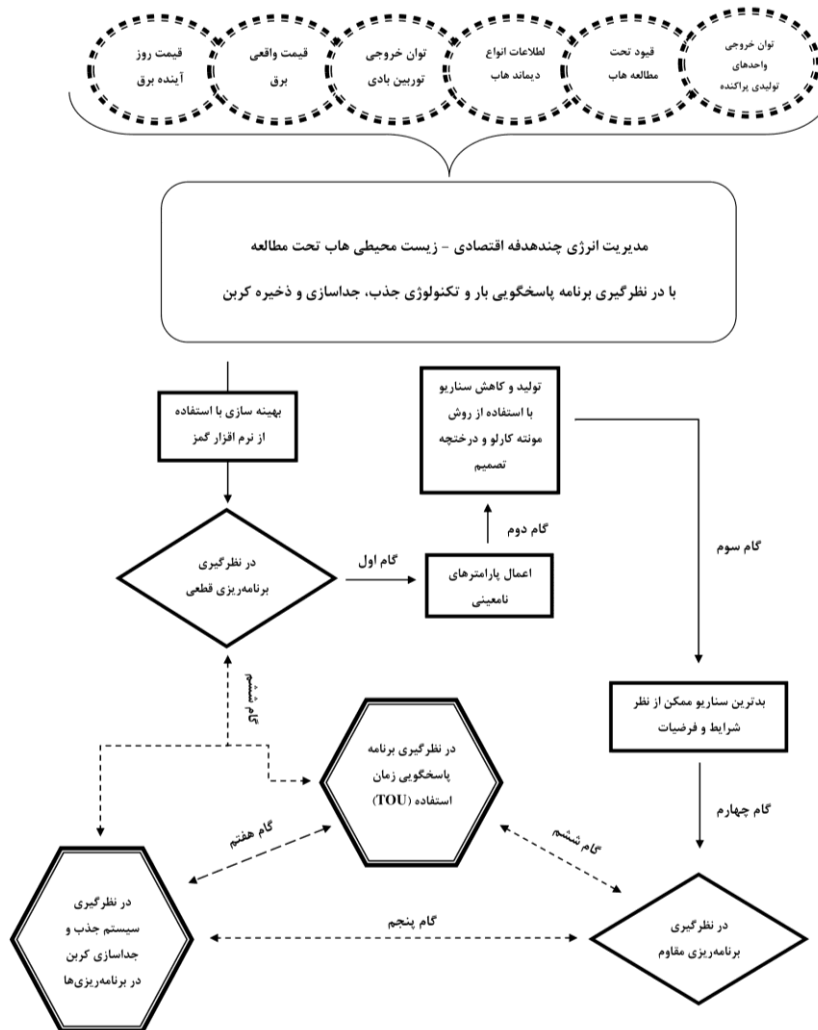 توان خروجی
واحدهای
تولیدی پراکنده
قیود تحت
مطالعه هاب
لطلاعات انواع
دیماند هاب
توان خروجی
توربین بادی
قیمت واقعی
برق
قیمت روز
آینده برق
مدیریت انرژی چندهدفه اقتصادی - زیست محیطی هاب تحت مطالعه
با در نظرگیری برنامه پاسخگویی بار و تکنولوژی جذب، جداسازی و ذخیره کربن
بهینه سازی با استفاده
از نرم افزار گمز
تولید و کاهش سناریو
با استفاده از روش
مونته کارلو و درختچه
تصمیم
در نظرگیری
برنامه‌ریزی قطعی
گام اول
اعمال پارامترهای
نامعینی
گام دوم
گام سوم
بدترین سناریو ممکن از نظر
شرایط و فرضیات
گام چهارم
در نظرگیری
برنامه‌ریزی مقاوم
گام ششم
در نظرگیری برنامه
پاسخگویی زمان
استفاده (TOU)
گام ششم
گام هفتم
گام پنجم
در نظرگیری
سیستم جذب و
جداسازی کربن
در برنامه‌ریزی‌ها